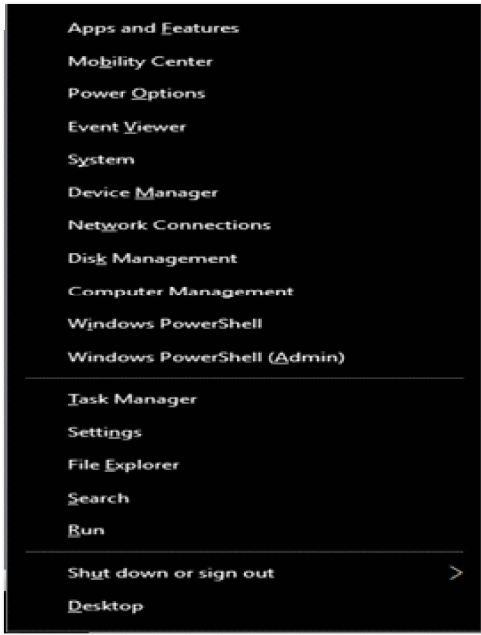 Apps and Features
Mobility Center
Power Options
Event Viewer
System
Device Manager
Network Connections
Disk Management
Computer Management
Windows PowerShell
Windows PowerShell (Admin)
Task Manager
Settings
File Explorer
Search
Run
Shut down or sign out >
Desktop